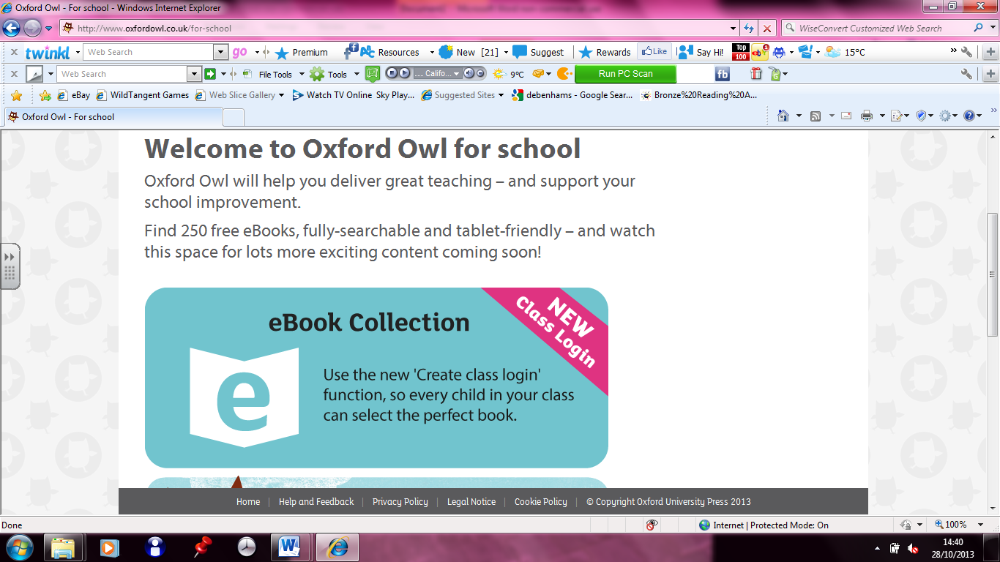 Oxford Owl - For school - Windows Internet Explorer
http://www.oxfordowl.co.uk/for-school
WiseConvert Customized Web Search
twinkl Web Search go Premium Resources New [21] Suggest Rewards Like Say Hi! Top 100 15°C
Web Search File Tools Tools ..... Califo... 9°C Run PC Scan fb
eBay WildTangent Games Web Slice Gallery Watch TV Online Sky Play... Suggested Sites debenhams - Google Sear... Bronze%20Reading%20A...
Oxford Owl - For school
Welcome to Oxford Owl for school
Oxford Owl will help you deliver great teaching – and support your
school improvement.
Find 250 free eBooks, fully-searchable and tablet-friendly – and watch
this space for lots more exciting content coming soon!
NEW
Class Login
eBook Collection
e
Use the new 'Create class login'
function, so every child in your class
can select the perfect book.
Home | Help and Feedback | Privacy Policy | Legal Notice | Cookie Policy | © Copyright Oxford University Press 2013
Done Internet | Protected Mode: On 100%
14:40
28/10/2013